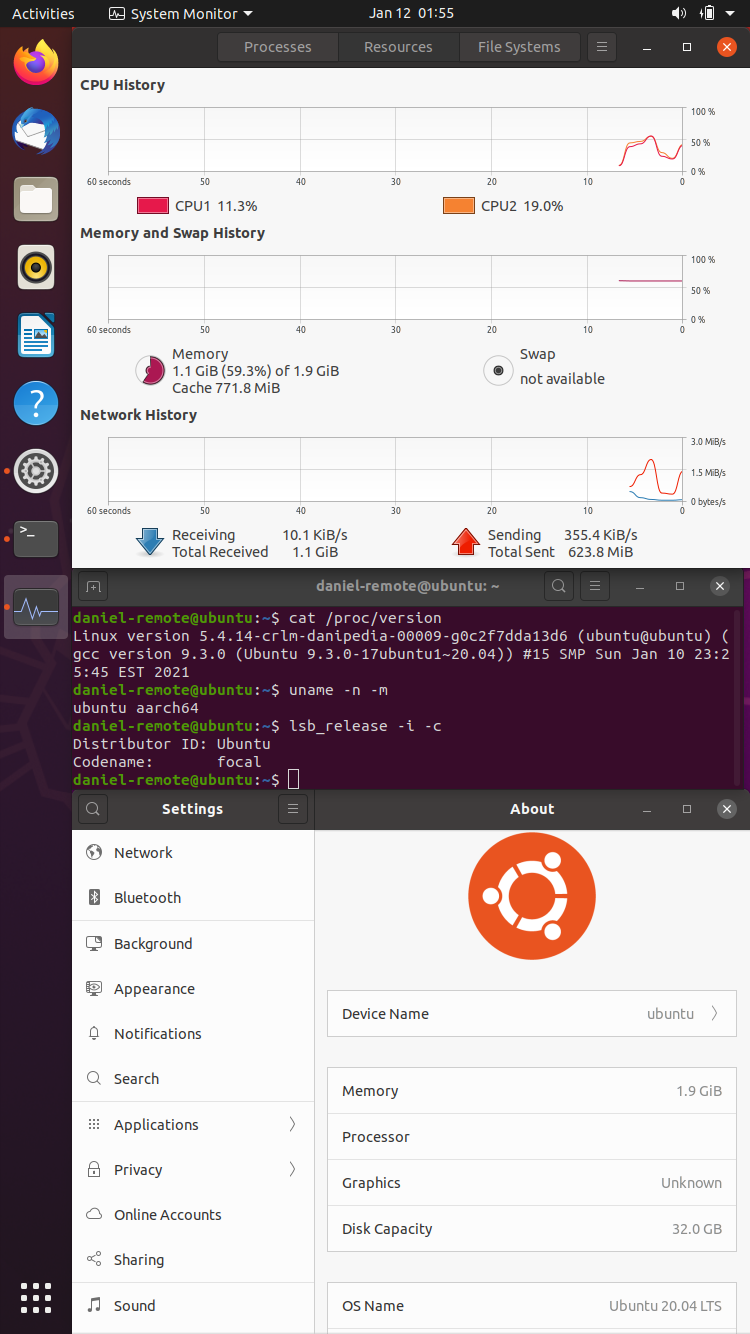 Activities System Monitor Jan 12 01:55
Processes Resources File Systems
CPU History
100 %
50 %
0 %
60 seconds 50 40 30 20 10 0
CPU1 11.3% CPU2 19.0%
Memory and Swap History
100 %
50 %
0 %
60 seconds 50 40 30 20 10 0
Memory
1.1 GiB (59.3%) of 1.9 GiB
Cache 771.8 MiB
Swap
not available
Network History
3.0 MiB/s
1.5 MiB/s
0 bytes/s
60 seconds 50 40 30 20 10 0
Receiving 10.1 KiB/s
Total Received 1.1 GiB
Sending 355.4 KiB/s
Total Sent 623.8 MiB
daniel-remote@ubuntu: ~
daniel-remote@ubuntu:~$ cat /proc/version
Linux version 5.4.14-crlm-danipedia-00009-g0c2f7dda13d6 (ubuntu@ubuntu) (
gcc version 9.3.0 (Ubuntu 9.3.0-17ubuntu1~20.04)) #15 SMP Sun Jan 10 23:2
5:45 EST 2021
daniel-remote@ubuntu:~$ uname -n -m
ubuntu aarch64
daniel-remote@ubuntu:~$ lsb_release -i -c
Distributor ID: Ubuntu
Codename: focal
daniel-remote@ubuntu:~$
Settings About
Network
Bluetooth
Background
Appearance
Notifications
Search
Applications
Privacy
Online Accounts
Sharing
Sound
Device Name ubuntu
Memory 1.9 GiB
Processor
Graphics Unknown
Disk Capacity 32.0 GB
OS Name Ubuntu 20.04 LTS